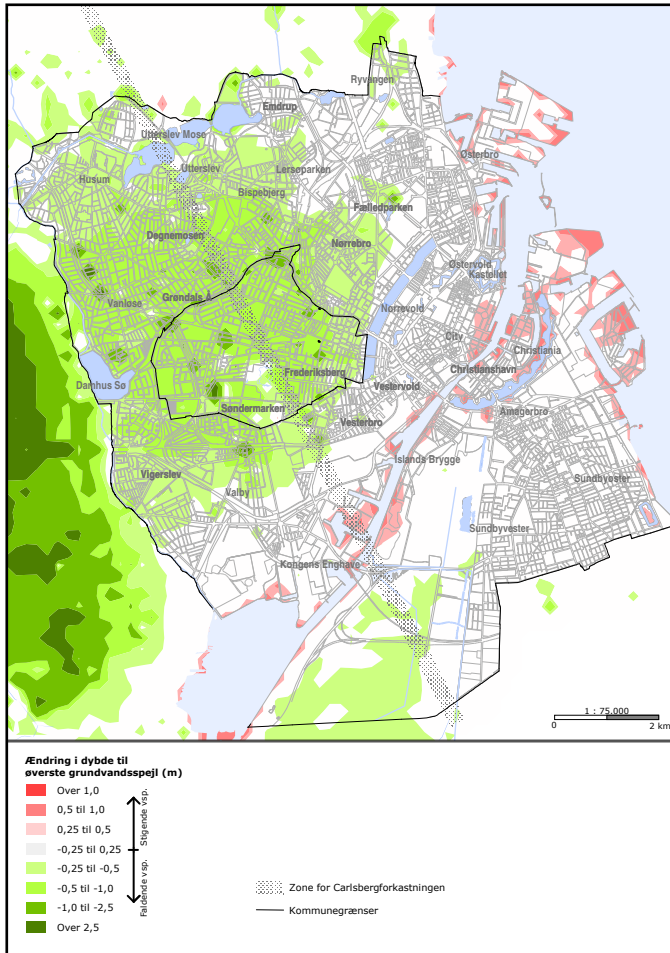 Ryvangen
Emdrup
Utterslev Mose
Østerbro
Utterslev
Lersøparken
Husum
Bispebjerg
Fælledparken
Degnemosen
Nørrebro
Østervold
Kastellet
Grøndals Å
Vanløse
Nørrevold
City
Christiania
Christianshavn
Frederiksberg
Damhus Sø
Vestervold
Søndermarken
Amagerbro
Vesterbro
Islands Brygge
Vigerslev
Valby
Sundbyøster
Sundbyvester
Kongens Enghave
1 : 75.000
0
2 km
Ændring i dybde til
øverste grundvandsspejl (m)
Over 1,0
0,5 til 1,0
0,25 til 0,5
-0,25 til 0,25
-0,25 til -0,5
-0,5 til -1,0
-1,0 til -2,5
Over 2,5
Stigende vsp.
Faldende vsp.
Zone for Carlsbergforkastningen
Kommunegrænser